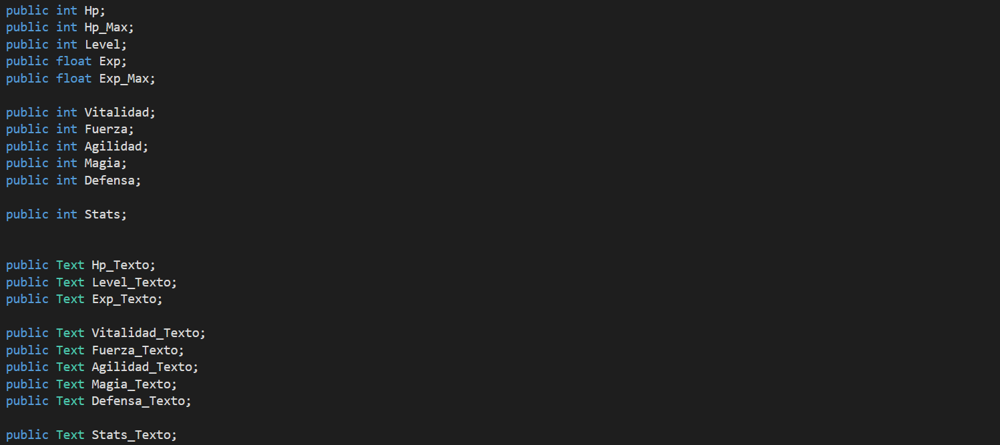 public int Hp;
public int Hp_Max;
public int Level;
public float Exp;
public float Exp_Max;
public int Vitalidad;
public int Fuerza;
public int Agilidad;
public int Magia;
public int Defensa;
public int Stats;
public Text Hp_Texto;
public Text Level_Texto;
public Text Exp_Texto;
public Text Vitalidad_Texto;
public Text Fuerza_Texto;
public Text Agilidad_Texto;
public Text Magia_Texto;
public Text Defensa_Texto;
public Text Stats_Texto;